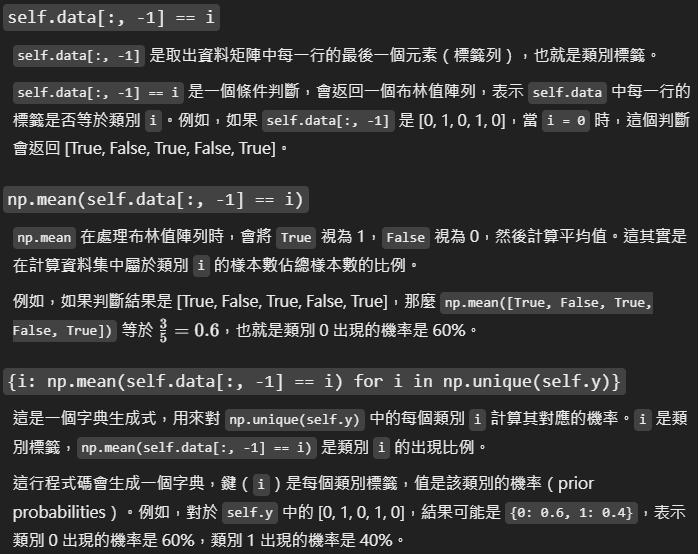 self.data[:, -1] == i
self.data[:, -1] 是取出資料矩陣中每一行的最後一個元素（標籤列），也就是類別標籤。
self.data[:, -1] == i 是一個條件判斷，會返回一個布林值陣列，表示 self.data 中每一行的
標籤是否等於類別 i 。例如，如果 self.data[:, -1] 是 [0, 1, 0, 1, 0]，當 i = 0 時，這個判斷
會返回 [True, False, True, False, True]。
np.mean(self.data[:, -1] == i)
np.mean 在處理布林值陣列時，會將 True 視為 1，False 視為 0，然後計算平均值。這其實是
在計算資料集中屬於類別 i 的樣本數佔總樣本數的比例。
例如，如果判斷結果是 [True, False, True, False, True]，那麼 np.mean([True, False, True,
False, True]) 等於 3/5 = 0.6，也就是類別 0 出現的機率是 60%。
{i: np.mean(self.data[:, -1] == i) for i in np.unique(self.y)}
這是一個字典生成式，用來對 np.unique(self.y) 中的每個類別 i 計算其對應的機率。i 是類
別標籤，np.mean(self.data[:, -1] == i) 是類別 i 的出現比例。
這行程式碼會生成一個字典，鍵（i）是每個類別標籤，值是該類別的機率（prior
probabilities）。例如，對於 self.y 中的 [0, 1, 0, 1, 0]，結果可能是 {0: 0.6, 1: 0.4}，表示
類別 0 出現的機率是 60%，類別 1 出現的機率是 40%。